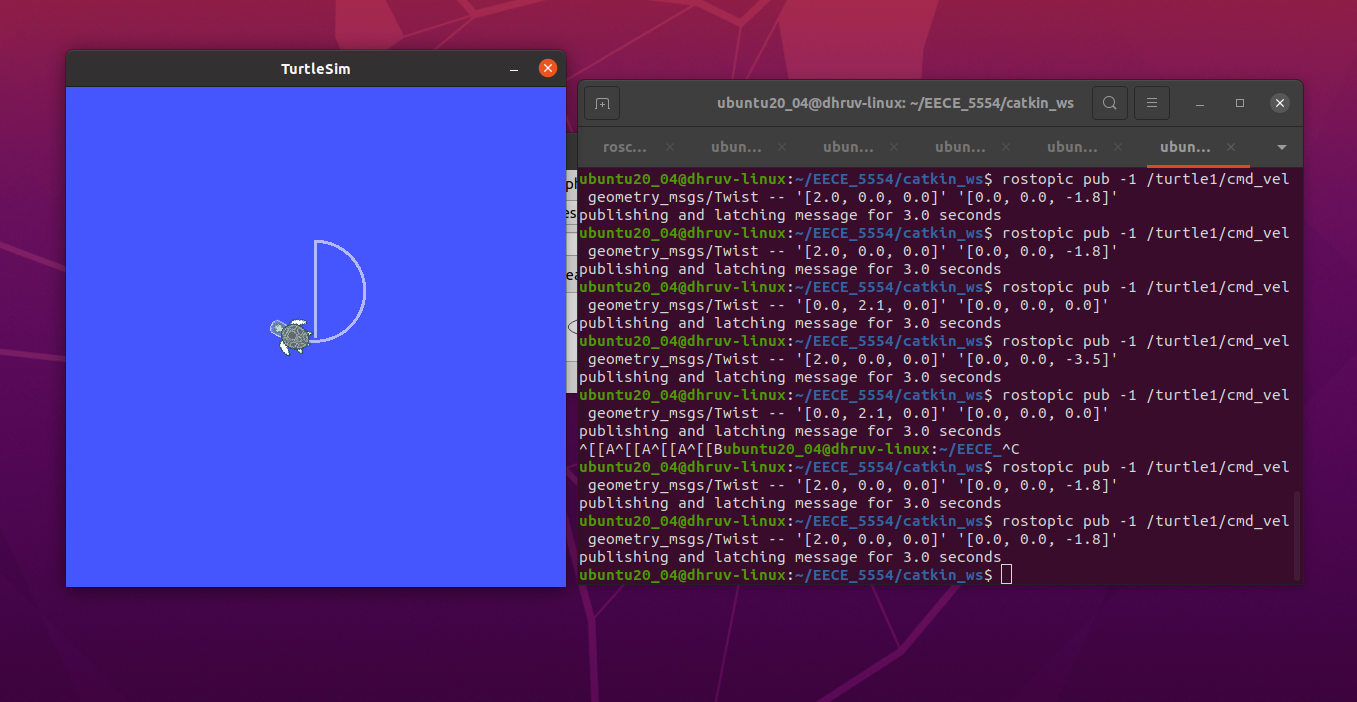 TurtleSim
ubuntu20_04@dhruv-linux: ~/EECE_5554/catkin_ws
rosc... ubun... ubun... ubun... ubun... ubun...
ubuntu20_04@dhruv-linux:~/EECE_5554/catkin_ws$ rostopic pub -1 /turtle1/cmd_vel
geometry_msgs/Twist -- '[2.0, 0.0, 0.0]' '[0.0, 0.0, -1.8]'
publishing and latching message for 3.0 seconds
ubuntu20_04@dhruv-linux:~/EECE_5554/catkin_ws$ rostopic pub -1 /turtle1/cmd_vel
geometry_msgs/Twist -- '[2.0, 0.0, 0.0]' '[0.0, 0.0, -1.8]'
publishing and latching message for 3.0 seconds
ubuntu20_04@dhruv-linux:~/EECE_5554/catkin_ws$ rostopic pub -1 /turtle1/cmd_vel
geometry_msgs/Twist -- '[0.0, 2.1, 0.0]' '[0.0, 0.0, 0.0]'
publishing and latching message for 3.0 seconds
ubuntu20_04@dhruv-linux:~/EECE_5554/catkin_ws$ rostopic pub -1 /turtle1/cmd_vel
geometry_msgs/Twist -- '[2.0, 0.0, 0.0]' '[0.0, 0.0, -3.5]'
publishing and latching message for 3.0 seconds
ubuntu20_04@dhruv-linux:~/EECE_5554/catkin_ws$ rostopic pub -1 /turtle1/cmd_vel
geometry_msgs/Twist -- '[0.0, 2.1, 0.0]' '[0.0, 0.0, 0.0]'
publishing and latching message for 3.0 seconds
^[[A^[[A^[[A^[[Bubuntu20_04@dhruv-linux:~/EECE_^C
ubuntu20_04@dhruv-linux:~/EECE_5554/catkin_ws$ rostopic pub -1 /turtle1/cmd_vel
geometry_msgs/Twist -- '[2.0, 0.0, 0.0]' '[0.0, 0.0, -1.8]'
publishing and latching message for 3.0 seconds
ubuntu20_04@dhruv-linux:~/EECE_5554/catkin_ws$ rostopic pub -1 /turtle1/cmd_vel
geometry_msgs/Twist -- '[2.0, 0.0, 0.0]' '[0.0, 0.0, -1.8]'
publishing and latching message for 3.0 seconds
ubuntu20_04@dhruv-linux:~/EECE_5554/catkin_ws$